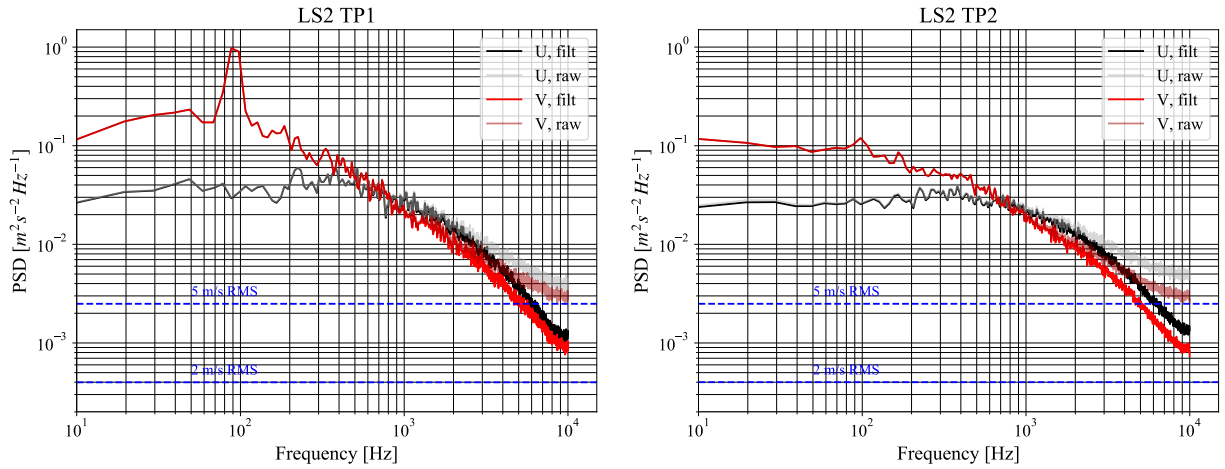 LS2 TP1
PSD [m² s⁻² Hz⁻¹]
10⁰
10⁻¹
10⁻²
10⁻³
U, filt
U, raw
V, filt
V, raw
5 m/s RMS
2 m/s RMS
10¹ 10² 10³ 10⁴
Frequency [Hz]
LS2 TP2
PSD [m² s⁻² Hz⁻¹]
10⁰
10⁻¹
10⁻²
10⁻³
U, filt
U, raw
V, filt
V, raw
5 m/s RMS
2 m/s RMS
10¹ 10² 10³ 10⁴
Frequency [Hz]